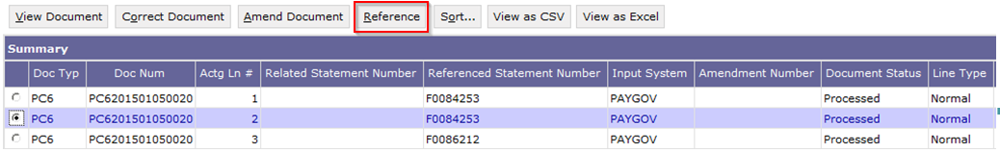 View Document Correct Document Amend Document Reference Sort... View as CSV View as Excel
Summary
Doc Typ Doc Num Actg Ln # Related Statement Number Referenced Statement Number Input System Amendment Number Document Status Line Type
PC6 PC6201501050020 1 F0084253 PAYGOV Processed Normal
PC6 PC6201501050020 2 F0084253 PAYGOV Processed Normal
PC6 PC6201501050020 3 F0086212 PAYGOV Processed Normal